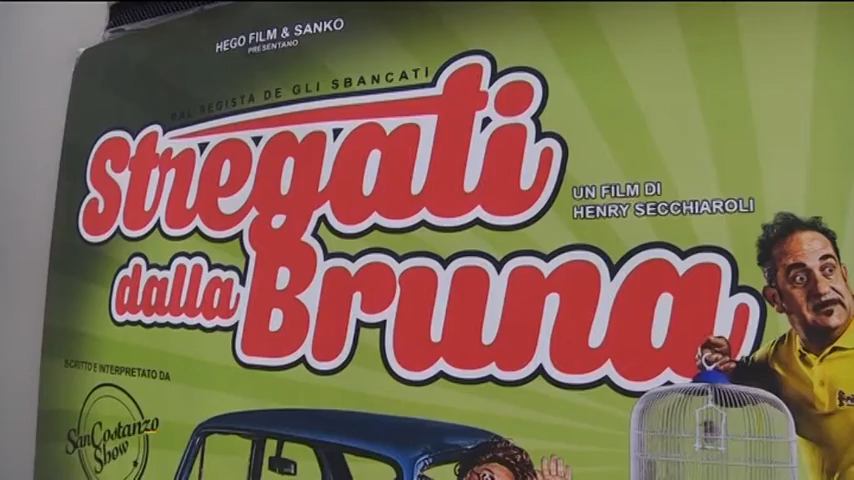 HEGO FILM & SANKO
PRESENTANO
DAL REGISTA DE GLI SBANCATI
Stregati
dalla
Bruna
UN FILM DI
HENRY SECCHIAROLI
SCRITTO E INTERPRETATO DA
SanCostanzo
Show